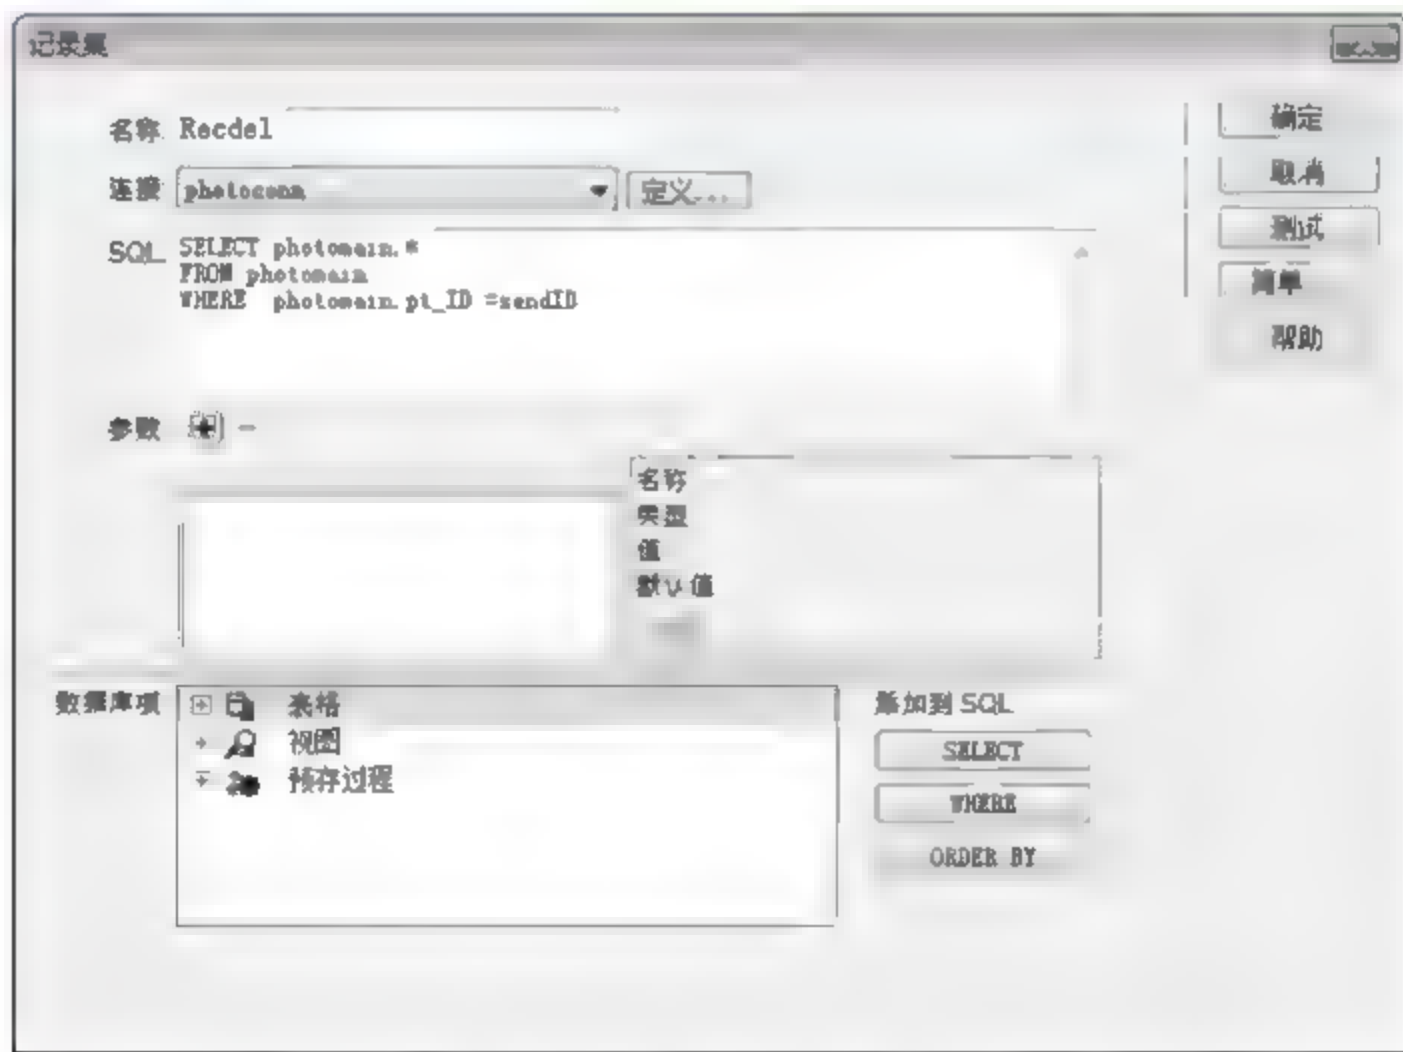 记录集
名称 Recdel
确定
连接 photoconn 定义...
取消
SQL SELECT photomain.*
FROM photomain
WHERE photomain.pt_ID =sendID
测试
简单
帮助
参数
名称
类型
值
默认值
数据库项 表格
视图
预存过程
添加到 SQL
SELECT
WHERE
ORDER BY